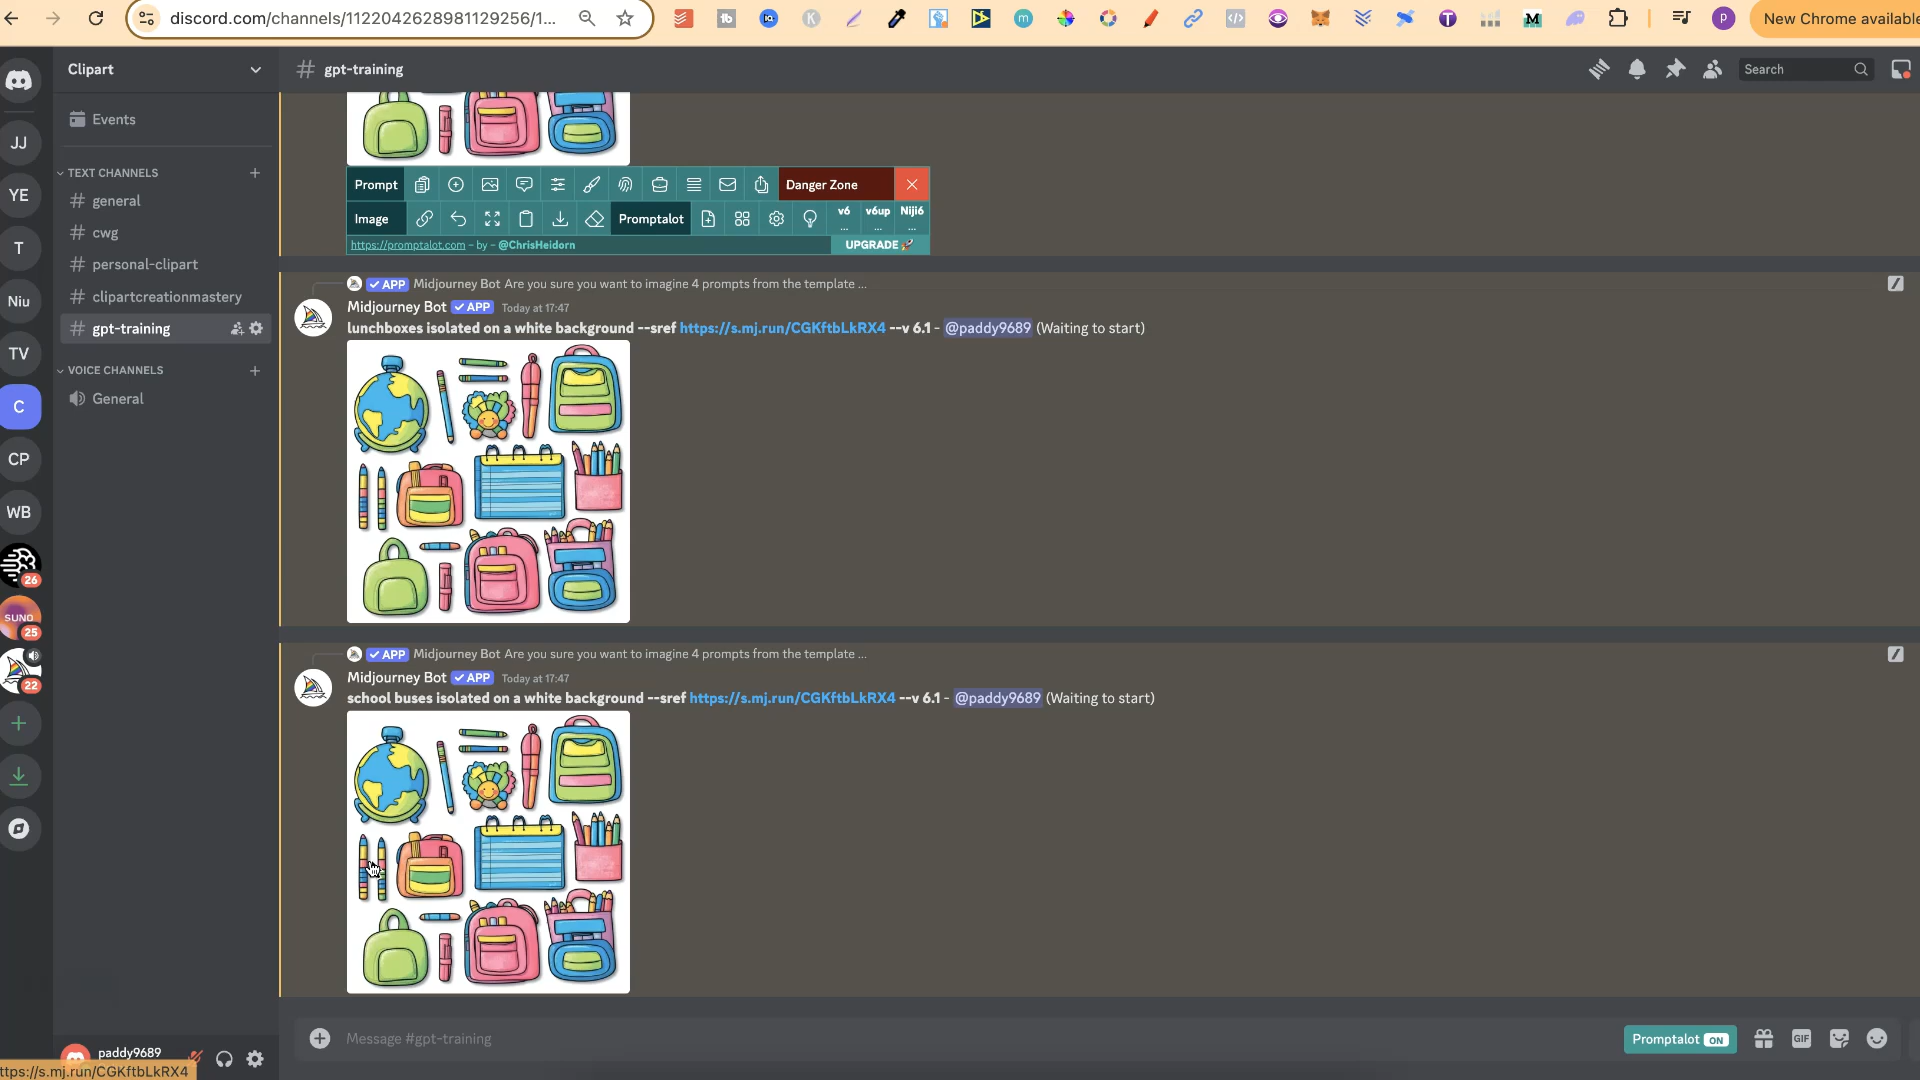 discord.com/channels/1122042628981129256/1...
New Chrome available
Clipart
gpt-training
Search
Events
JJ
YE
T
Niu
TV
C
CP
WB
26
SUNO
25
22
TEXT CHANNELS
general
cwg
personal-clipart
clipartcreationmastery
gpt-training
VOICE CHANNELS
General
Prompt
Danger Zone
Image
Promptalot
v6
...
v6up
...
Niji6
...
https://promptalot.com – by – @ChrisHeidorn
UPGRADE 🚀
APP Midjourney Bot Are you sure you want to imagine 4 prompts from the template ...
Midjourney Bot APP Today at 17:47
lunchboxes isolated on a white background --sref https://s.mj.run/CGKftbLkRX4 --v 6.1 - @paddy9689 (Waiting to start)
APP Midjourney Bot Are you sure you want to imagine 4 prompts from the template ...
Midjourney Bot APP Today at 17:47
school buses isolated on a white background --sref https://s.mj.run/CGKftbLkRX4 --v 6.1 - @paddy9689 (Waiting to start)
Message #gpt-training
Promptalot ON
GIF
paddy9689
ttps://s.mj.run/CGKftbLkRX4